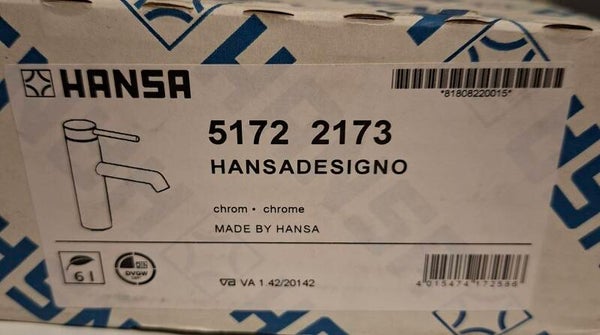 HANSA
*81808220015*
5172 2173
HANSADESIGNO
chrom • chrome
MADE BY HANSA
6 l
DVGW
va VA 1.42/20142
4 015474 172586